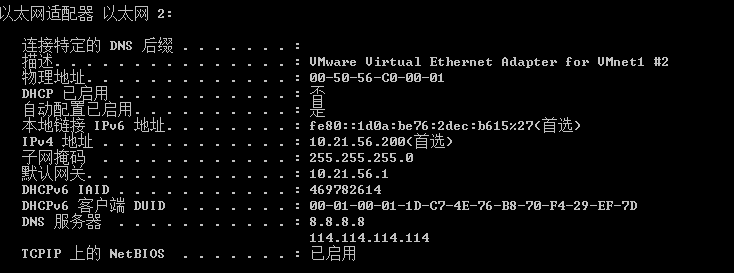 以太网适配器 以太网 2:
连接特定的 DNS 后缀 . . . . . . . :
描述. . . . . . . . . . . . . . . : VMware Virtual Ethernet Adapter for VMnet1 #2
物理地址. . . . . . . . . . . . . : 00-50-56-C0-00-01
DHCP 已启用 . . . . . . . . . . . : 否
自动配置已启用. . . . . . . . . . : 是
本地链接 IPv6 地址. . . . . . . . : fe80::1d0a:be76:2dec:b615%27(首选)
IPv4 地址 . . . . . . . . . . . . : 10.21.56.200(首选)
子网掩码  . . . . . . . . . . . . : 255.255.255.0
默认网关. . . . . . . . . . . . . : 10.21.56.1
DHCPv6 IAID . . . . . . . . . . . : 469782614
DHCPv6 客户端 DUID  . . . . . . . : 00-01-00-01-1D-C7-4E-76-B8-70-F4-29-EF-7D
DNS 服务器  . . . . . . . . . . . : 8.8.8.8
114.114.114.114
TCPIP 上的 NetBIOS  . . . . . . . : 已启用